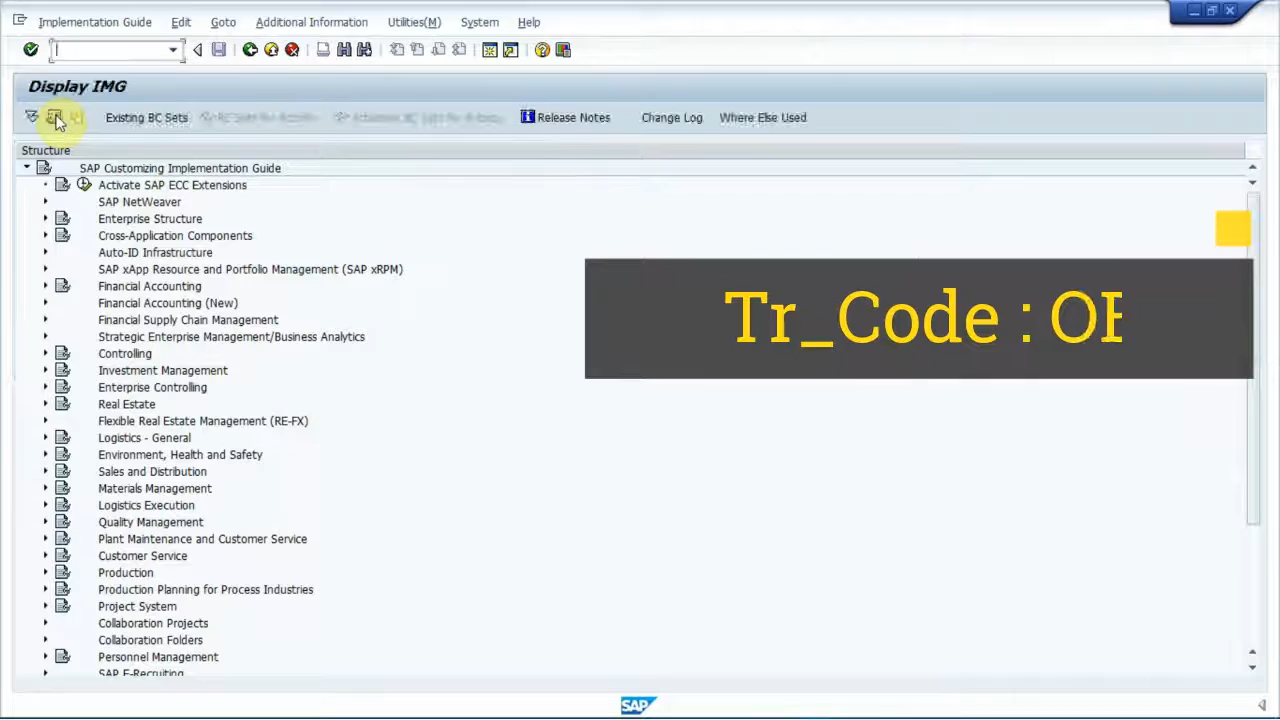 Implementation Guide Edit Goto Additional Information Utilities(M) System Help
Display IMG
Existing BC Sets Release Notes Change Log Where Else Used
Structure
SAP Customizing Implementation Guide
Activate SAP ECC Extensions
SAP NetWeaver
Enterprise Structure
Cross-Application Components
Auto-ID Infrastructure
SAP xApp Resource and Portfolio Management (SAP xRPM)
Financial Accounting
Financial Accounting (New)
Financial Supply Chain Management
Strategic Enterprise Management/Business Analytics
Controlling
Investment Management
Enterprise Controlling
Real Estate
Flexible Real Estate Management (RE-FX)
Logistics - General
Environment, Health and Safety
Sales and Distribution
Materials Management
Logistics Execution
Quality Management
Plant Maintenance and Customer Service
Customer Service
Production
Production Planning for Process Industries
Project System
Collaboration Projects
Collaboration Folders
Personnel Management
SAP E-Recruiting
Tr_Code : O
SAP